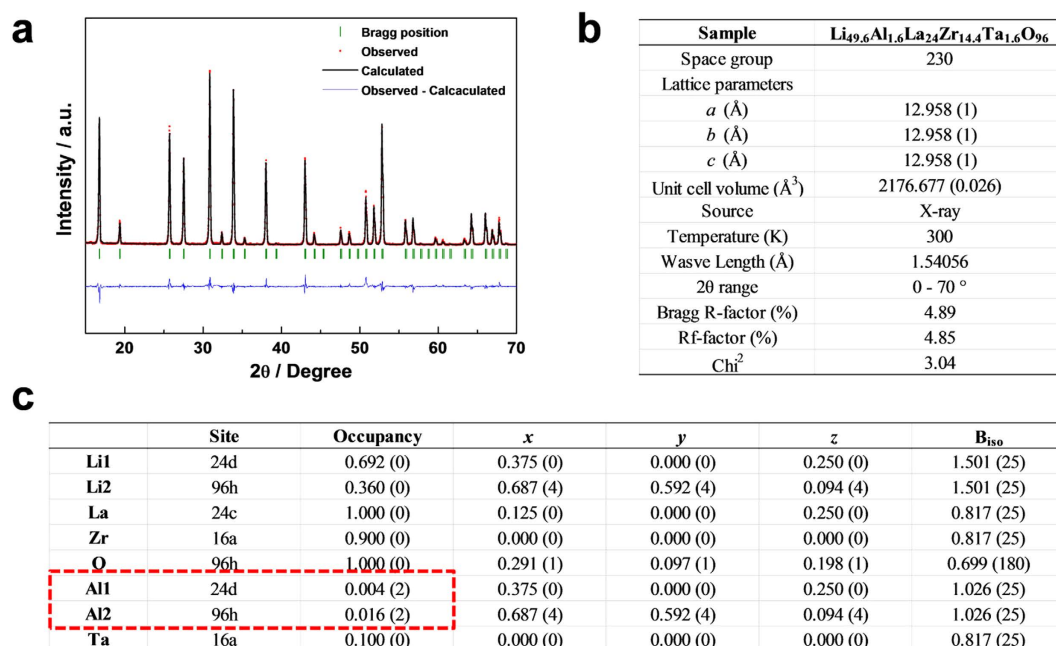 a
Bragg position
Observed
Calculated
Observed - Calcaculated
Intensity / a.u.
20 30 40 50 60 70
2θ / Degree
b
Sample Li49.6Al1.6La24Zr14.4Ta1.6O96
Space group 230
Lattice parameters
a (Å) 12.958 (1)
b (Å) 12.958 (1)
c (Å) 12.958 (1)
Unit cell volume (Å3) 2176.677 (0.026)
Source X-ray
Temperature (K) 300
Wasve Length (Å) 1.54056
2θ range 0 - 70 °
Bragg R-factor (%) 4.89
Rf-factor (%) 4.85
Chi2 3.04
c
Site Occupancy x y z Biso
Li1 24d 0.692 (0) 0.375 (0) 0.000 (0) 0.250 (0) 1.501 (25)
Li2 96h 0.360 (0) 0.687 (4) 0.592 (4) 0.094 (4) 1.501 (25)
La 24c 1.000 (0) 0.125 (0) 0.000 (0) 0.250 (0) 0.817 (25)
Zr 16a 0.900 (0) 0.000 (0) 0.000 (0) 0.000 (0) 0.817 (25)
O 96h 1.000 (0) 0.291 (1) 0.097 (1) 0.198 (1) 0.699 (180)
Al1 24d 0.004 (2) 0.375 (0) 0.000 (0) 0.250 (0) 1.026 (25)
Al2 96h 0.016 (2) 0.687 (4) 0.592 (4) 0.094 (4) 1.026 (25)
Ta 16a 0.100 (0) 0.000 (0) 0.000 (0) 0.000 (0) 0.817 (25)